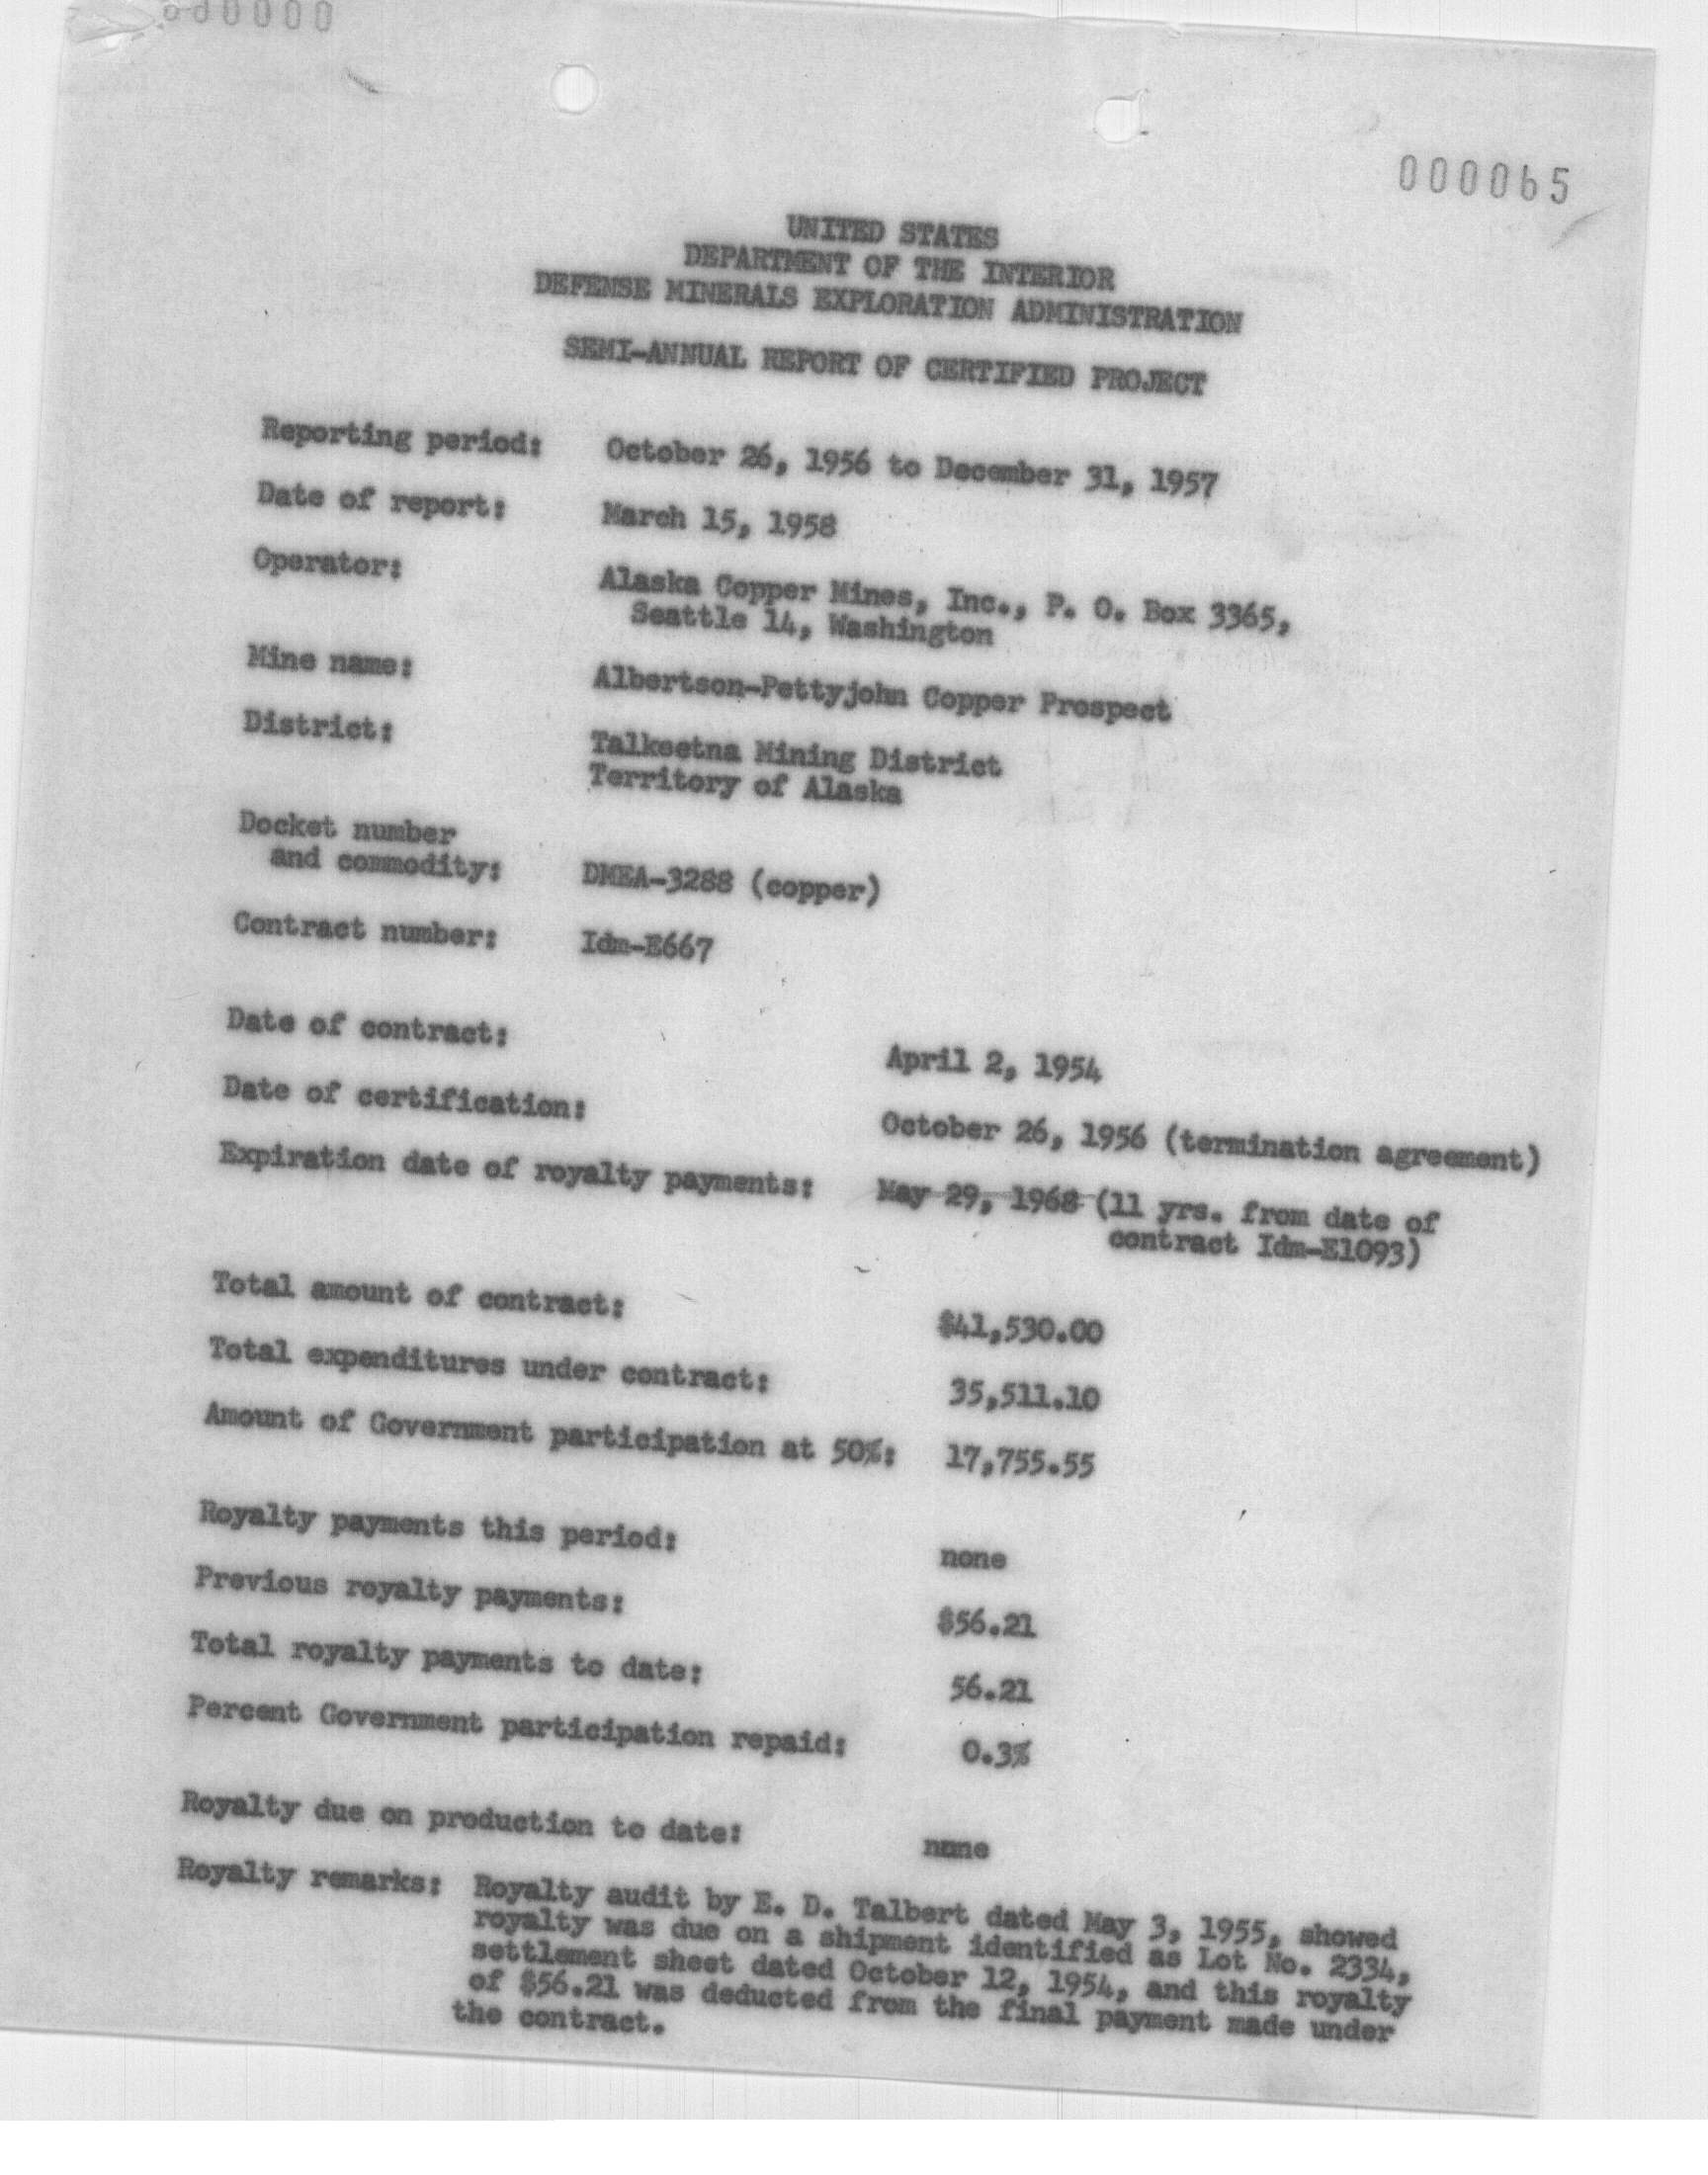 000000
000065
UNITED STATES
DEPARTMENT OF THE INTERIOR
DEFENSE MINERALS EXPLORATION ADMINISTRATION
SEMI-ANNUAL REPORT OF CERTIFIED PROJECT
Reporting period: October 26, 1956 to December 31, 1957
Date of report: March 15, 1958
Operator: Alaska Copper Mines, Inc., P. O. Box 3365,
Seattle 14, Washington
Mine name: Albertson-Pettyjohn Copper Prospect
District: Talkeetna Mining District
Territory of Alaska
Docket number
and commodity: DMEA-3288 (copper)
Contract number: Idm-E667
Date of contract: April 2, 1954
Date of certification: October 26, 1956 (termination agreement)
Expiration date of royalty payments: May 29, 1968 (11 yrs. from date of
contract Idm-E1093)
Total amount of contract: $41,530.00
Total expenditures under contract: 35,511.10
Amount of Government participation at 50%: 17,755.55
Royalty payments this period: none
Previous royalty payments: $56.21
Total royalty payments to date: 56.21
Percent Government participation repaid: 0.3%
Royalty due on production to date: none
Royalty remarks: Royalty audit by E. D. Talbert dated May 3, 1955, showed
royalty was due on a shipment identified as Lot No. 2334,
settlement sheet dated October 12, 1954, and this royalty
of $56.21 was deducted from the final payment made under
the contract.